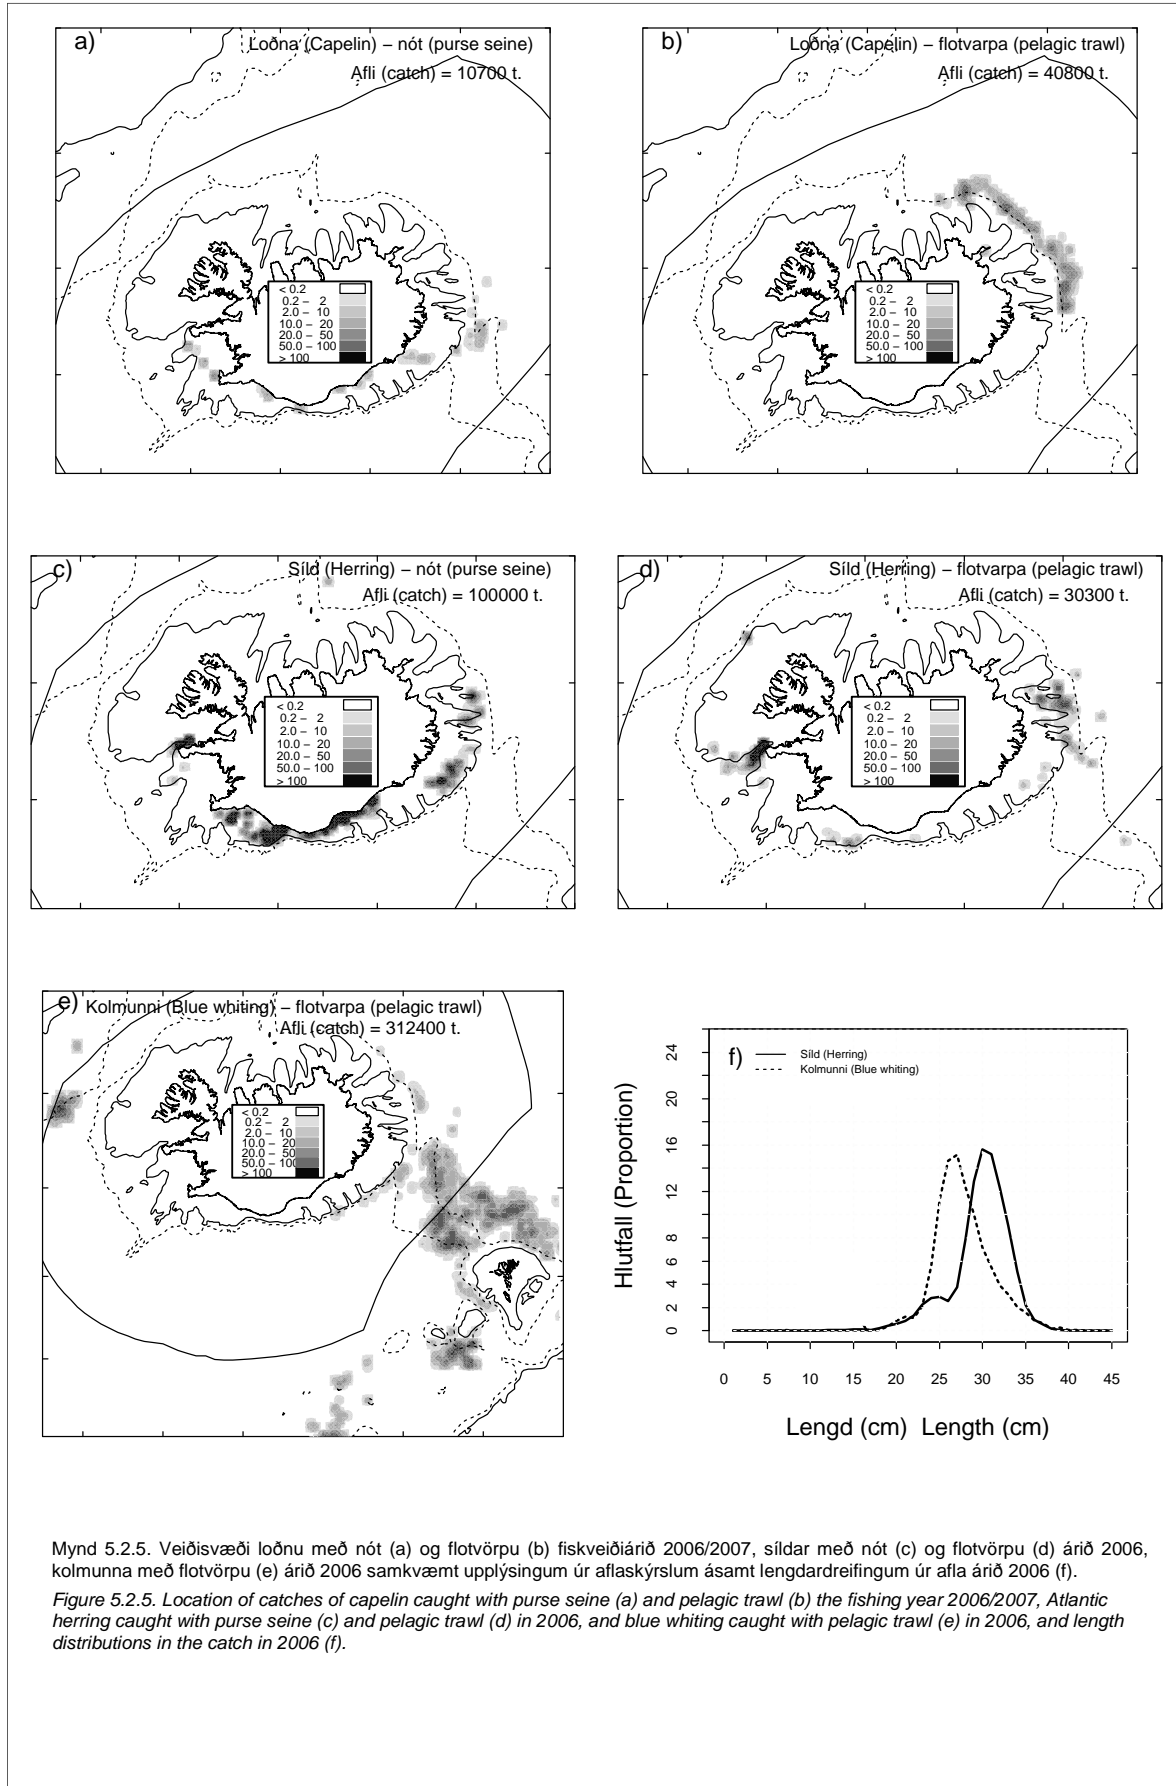 a)
Loðna (Capelin) – nót (purse seine)
Afli (catch) = 10700 t.
< 0.2
0.2 – 2
2.0 – 10
10.0 – 20
20.0 – 50
50.0 – 100
> 100
b)
Loðna (Capelin) – flotvarpa (pelagic trawl)
Afli (catch) = 40800 t.
< 0.2
0.2 – 2
2.0 – 10
10.0 – 20
20.0 – 50
50.0 – 100
> 100
c)
Síld (Herring) – nót (purse seine)
Afli (catch) = 100000 t.
< 0.2
0.2 – 2
2.0 – 10
10.0 – 20
20.0 – 50
50.0 – 100
> 100
d)
Síld (Herring) – flotvarpa (pelagic trawl)
Afli (catch) = 30300 t.
< 0.2
0.2 – 2
2.0 – 10
10.0 – 20
20.0 – 50
50.0 – 100
> 100
e) Kolmunni (Blue whiting) – flotvarpa (pelagic trawl)
Afli (catch) = 312400 t.
< 0.2
0.2 – 2
2.0 – 10
10.0 – 20
20.0 – 50
50.0 – 100
> 100
f)
Síld (Herring)
Kolmunni (Blue whiting)
Hlutfall (Proportion)
24
20
16
12
8
6
4
2
0
0 5 10 15 20 25 30 35 40 45
Lengd (cm) Length (cm)
Mynd 5.2.5. Veiðisvæði loðnu með nót (a) og flotvörpu (b) fiskveiðiárið 2006/2007, síldar með nót (c) og flotvörpu (d) árið 2006,
kolmunna með flotvörpu (e) árið 2006 samkvæmt upplýsingum úr aflaskýrslum ásamt lengdardreifingum úr afla árið 2006 (f).
Figure 5.2.5. Location of catches of capelin caught with purse seine (a) and pelagic trawl (b) the fishing year 2006/2007, Atlantic
herring caught with purse seine (c) and pelagic trawl (d) in 2006, and blue whiting caught with pelagic trawl (e) in 2006, and length
distributions in the catch in 2006 (f).